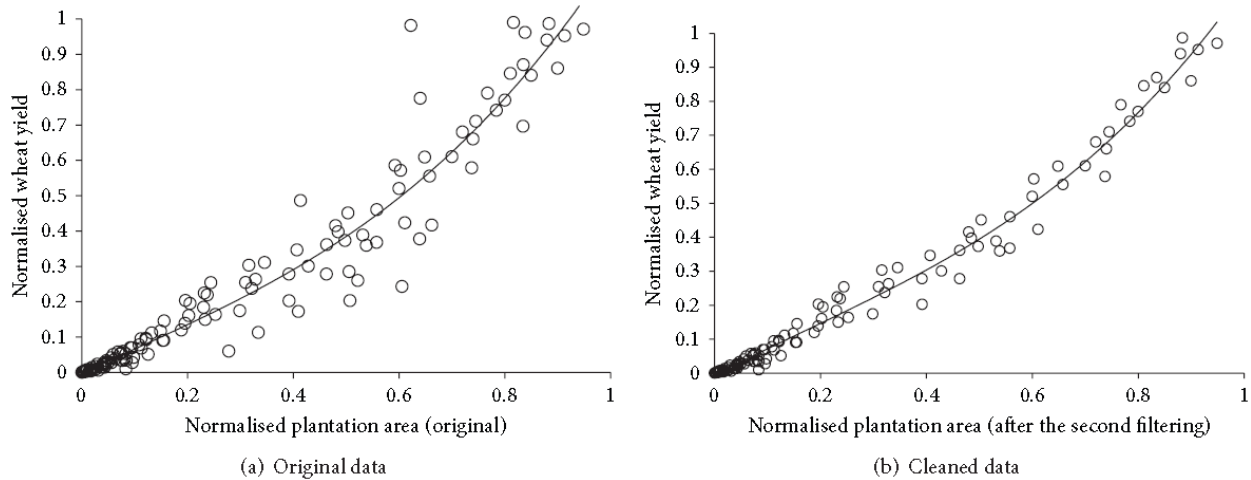 1
0.9
0.8
0.7
0.6
0.5
0.4
0.3
0.2
0.1
0
Normalised wheat yield
0 0.2 0.4 0.6 0.8 1
Normalised plantation area (original)
(a) Original data
1
0.9
0.8
0.7
0.6
0.5
0.4
0.3
0.2
0.1
0
Normalised wheat yield
0 0.2 0.4 0.6 0.8 1
Normalised plantation area (after the second filtering)
(b) Cleaned data